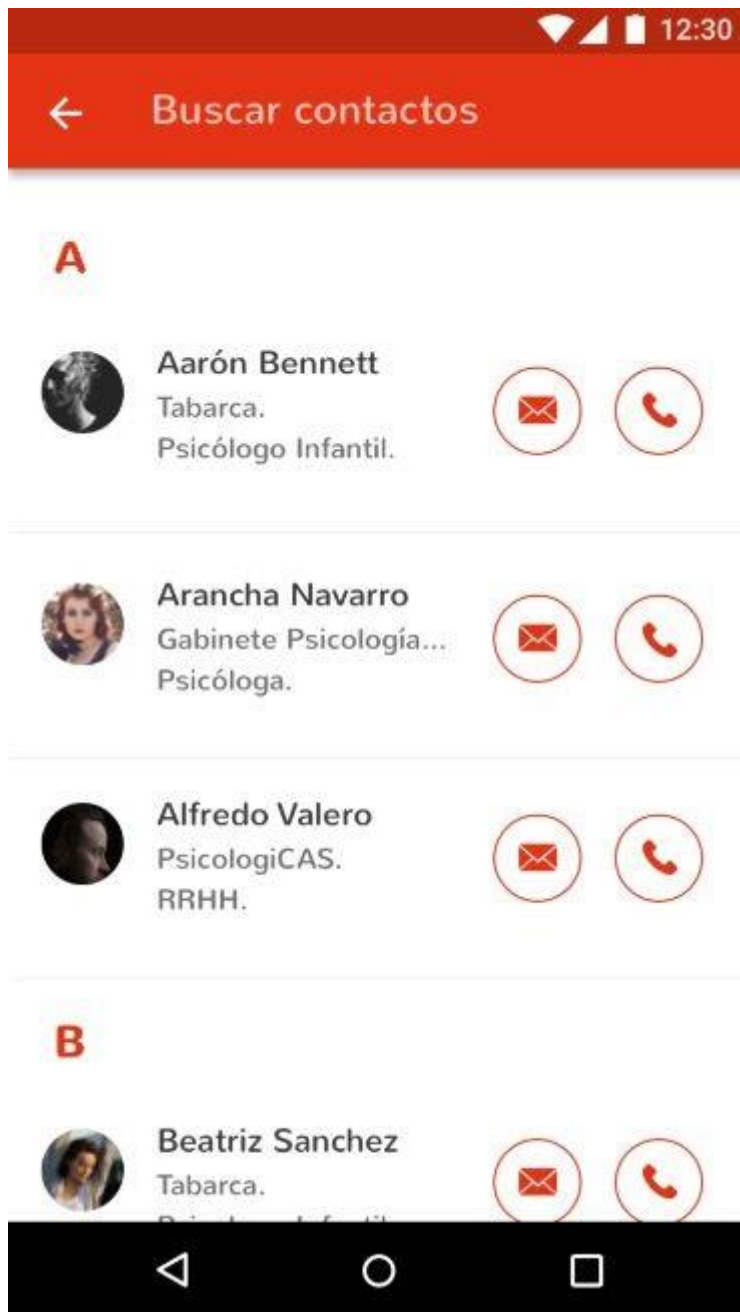 12:30
Buscar contactos
A
Aarón Bennett
Tabarca.
Psicólogo Infantil.
Arancha Navarro
Gabinete Psicología...
Psicóloga.
Alfredo Valero
PsicologiCAS.
RRHH.
B
Beatriz Sanchez
Tabarca.